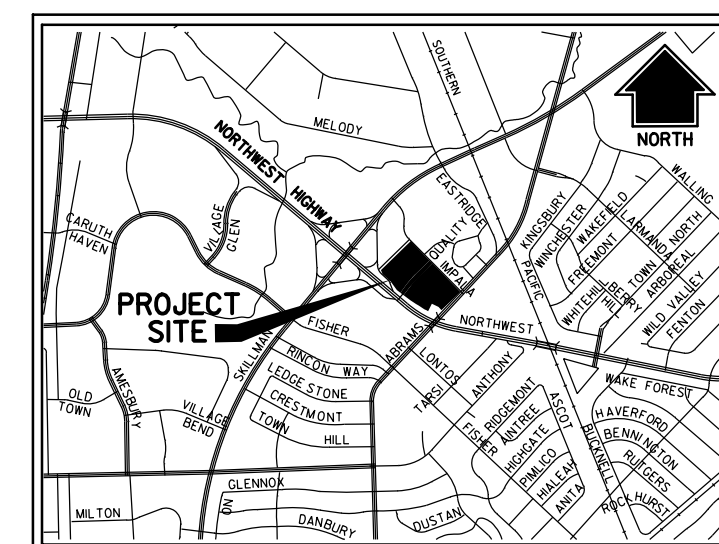 SOUTHERN
NORTH
MELODY
NORTHWEST HIGHWAY
EASTRIDGE
WALLING
CARUTH
HAVEN
VILLAGE
GLEN
QUALITY
IMPALA
KINGSBURY
WINCHESTER
WAKEFIELD
FREEMONT
LARMANDA
TOWN NORTH
ARBOREAL
WHITEHILL
BERRY
HILL
WILD VALLEY
FENTON
PACIFIC
PROJECT
SITE
FISHER
NORTHWEST
SKILLMAN
RINCON WAY
ABRAMS
LONTOS
TARSI
ANTHONY
WAKE FOREST
OLD
TOWN
AMESBURY
VILLAGE
BEND
LEDGE STONE
CRESTMONT
TOWN
HILL
FISHER
RIDGEMONT
AINTREE
HIGHGATE
PIMLICO
HIALEAH
ANITA
ASCOT
BUCKNELL
HAVERFORD
BENNINGTON
RUTGERS
ROCKHURST
GLENNOX
NO
MILTON
DANBURY
DUSTAN